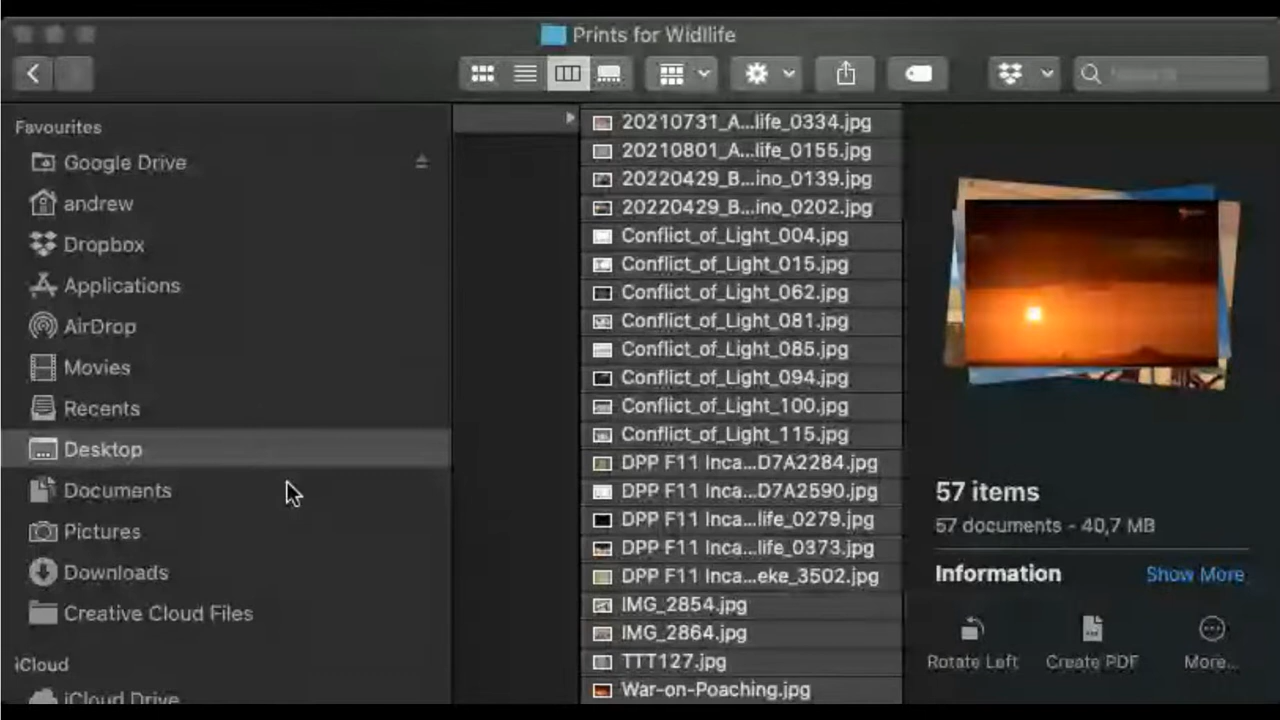 Prints for Widllife
Favourites
Google Drive
andrew
Dropbox
Applications
AirDrop
Movies
Recents
Desktop
Documents
Pictures
Downloads
Creative Cloud Files
iCloud
iCloud Drive
20210731_A...life_0334.jpg
20210801_A...life_0155.jpg
20220429_B...ino_0139.jpg
20220429_B...ino_0202.jpg
Conflict_of_Light_004.jpg
Conflict_of_Light_015.jpg
Conflict_of_Light_062.jpg
Conflict_of_Light_081.jpg
Conflict_of_Light_085.jpg
Conflict_of_Light_094.jpg
Conflict_of_Light_100.jpg
Conflict_of_Light_115.jpg
DPP F11 Inca...D7A2284.jpg
DPP F11 Inca...D7A2590.jpg
DPP F11 Inca...life_0279.jpg
DPP F11 Inca...life_0373.jpg
DPP F11 Inca...eke_3502.jpg
IMG_2854.jpg
IMG_2864.jpg
TTT127.jpg
War-on-Poaching.jpg
57 items
57 documents - 40,7 MB
Information Show More
Rotate Left Create PDF More...